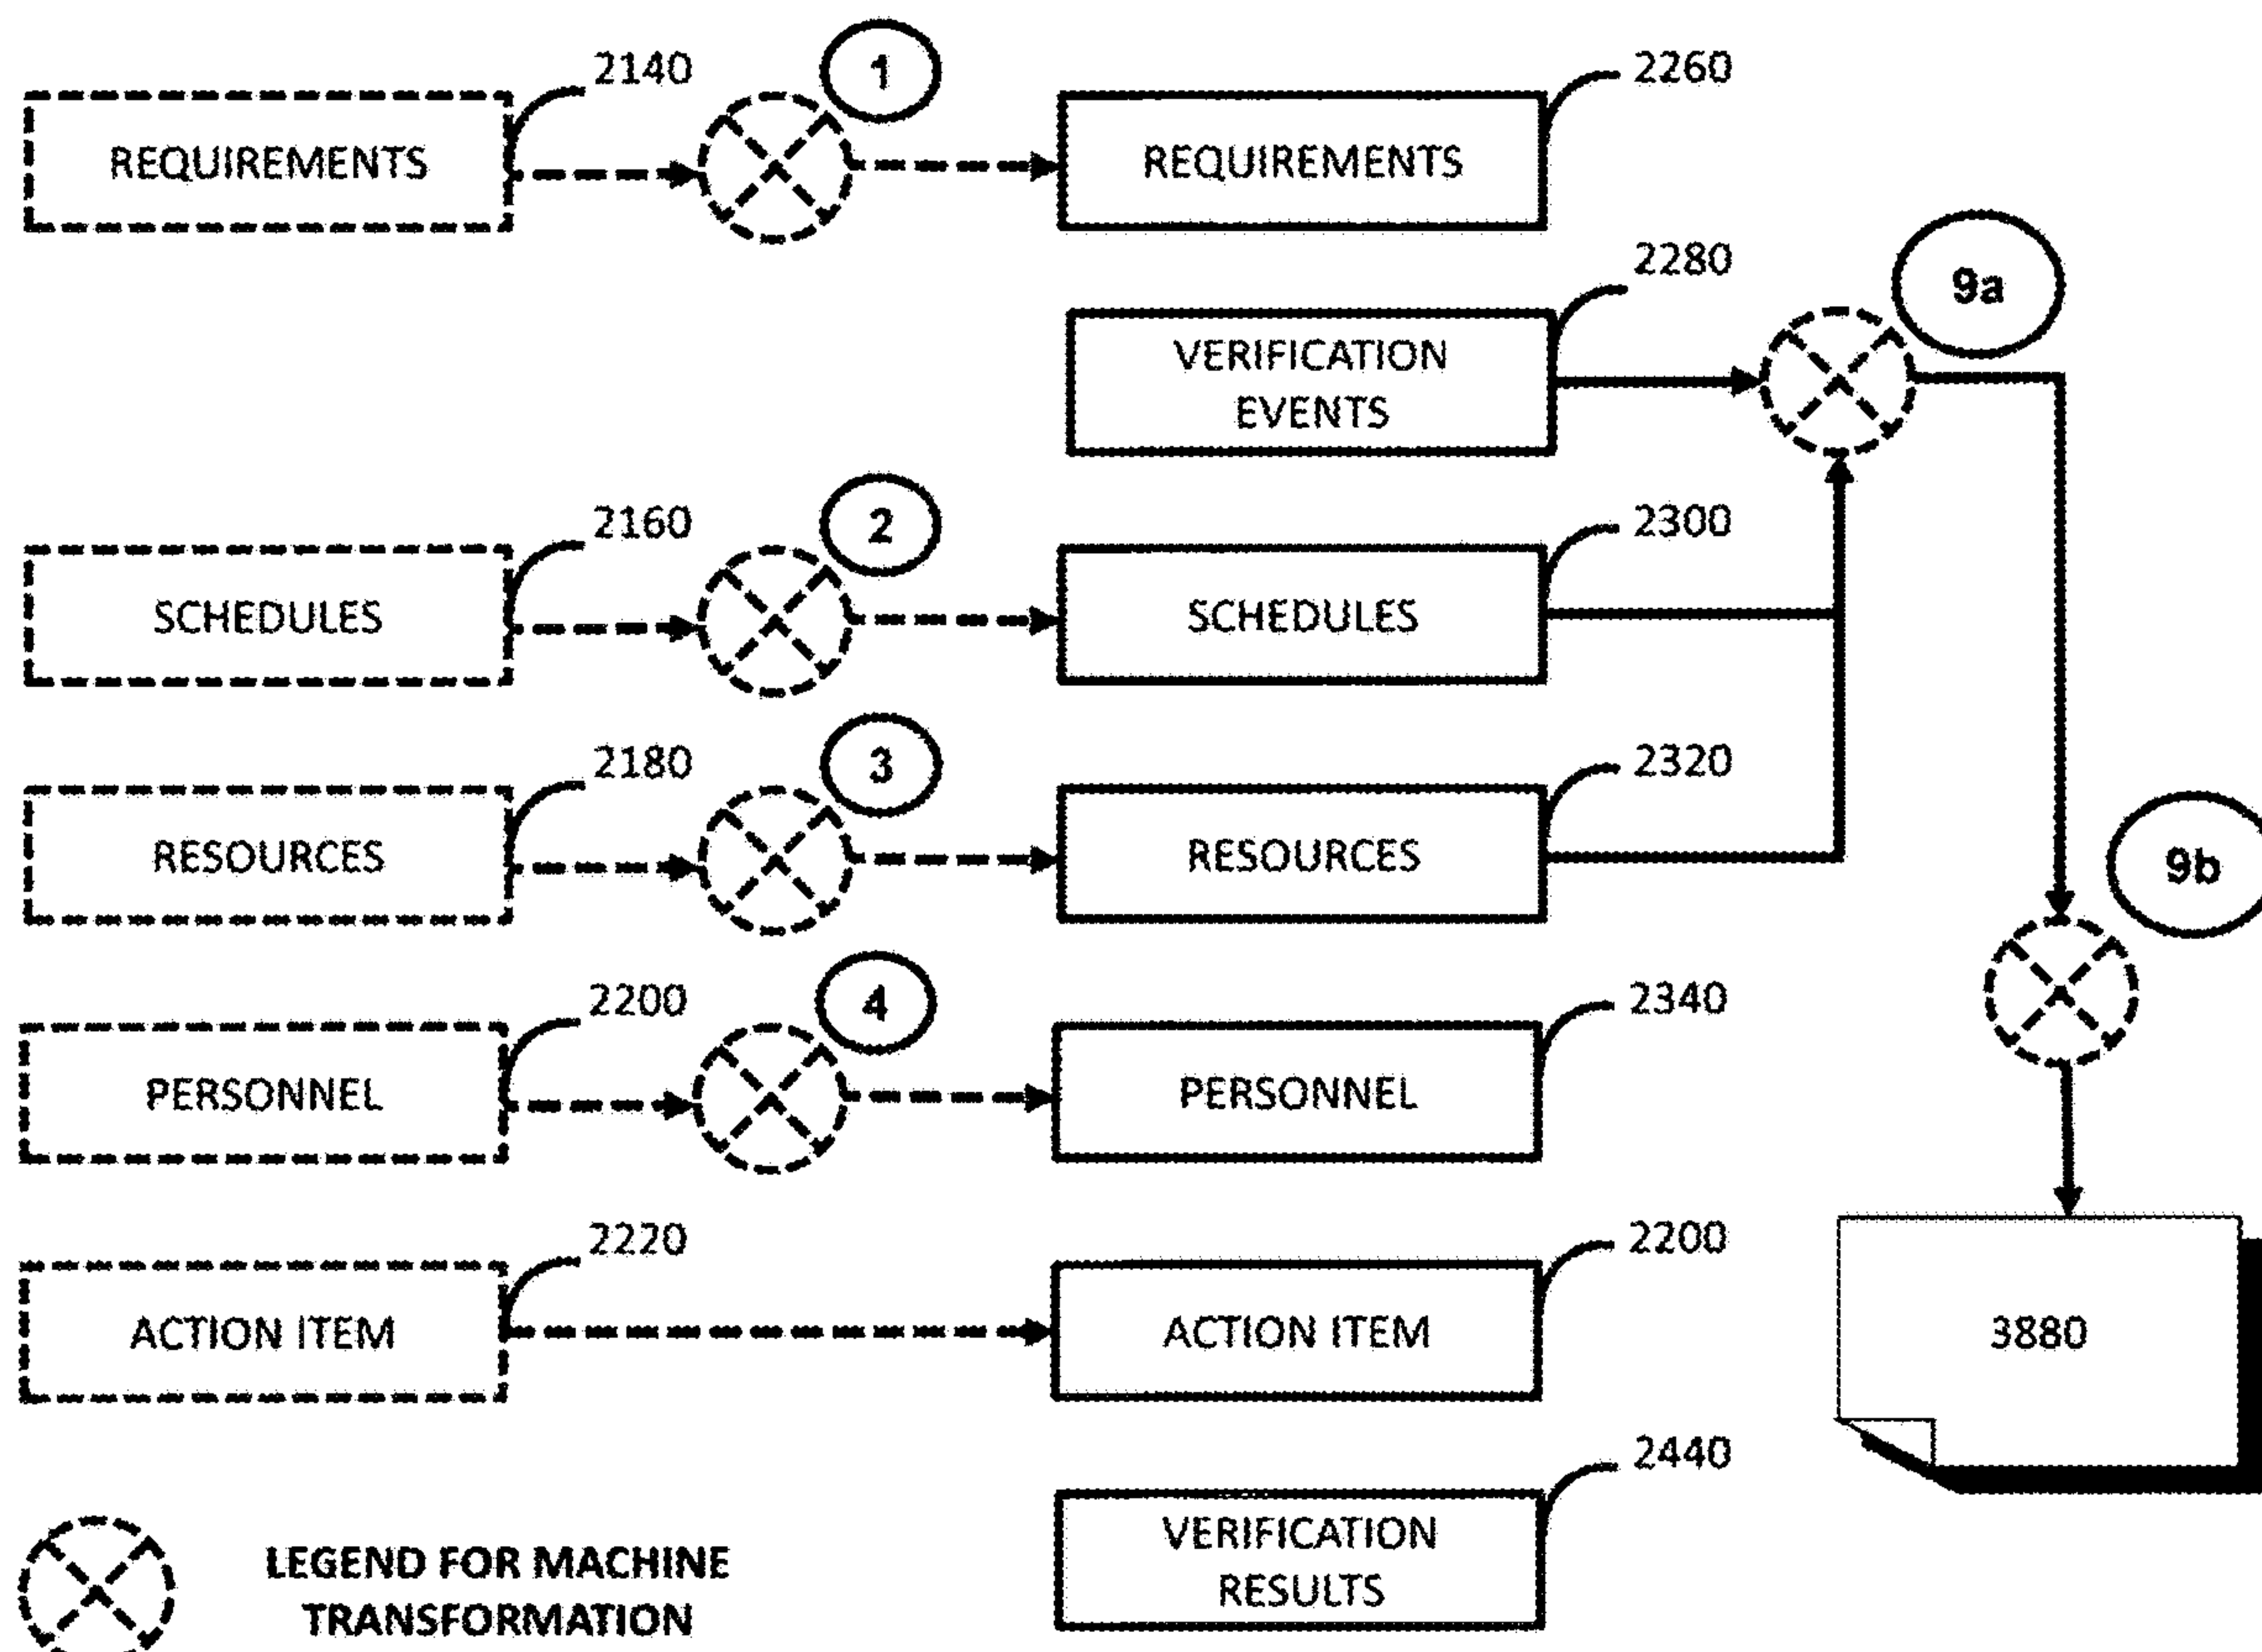 2140
1
2260
REQUIREMENTS
REQUIREMENTS
2280
9a
VERIFICATION
EVENTS
2160
2
2300
SCHEDULES
SCHEDULES
2180
3
2320
RESOURCES
RESOURCES
9b
2200
4
2340
PERSONNEL
PERSONNEL
2220
2200
ACTION ITEM
ACTION ITEM
3880
2440
VERIFICATION
RESULTS
LEGEND FOR MACHINE
TRANSFORMATION